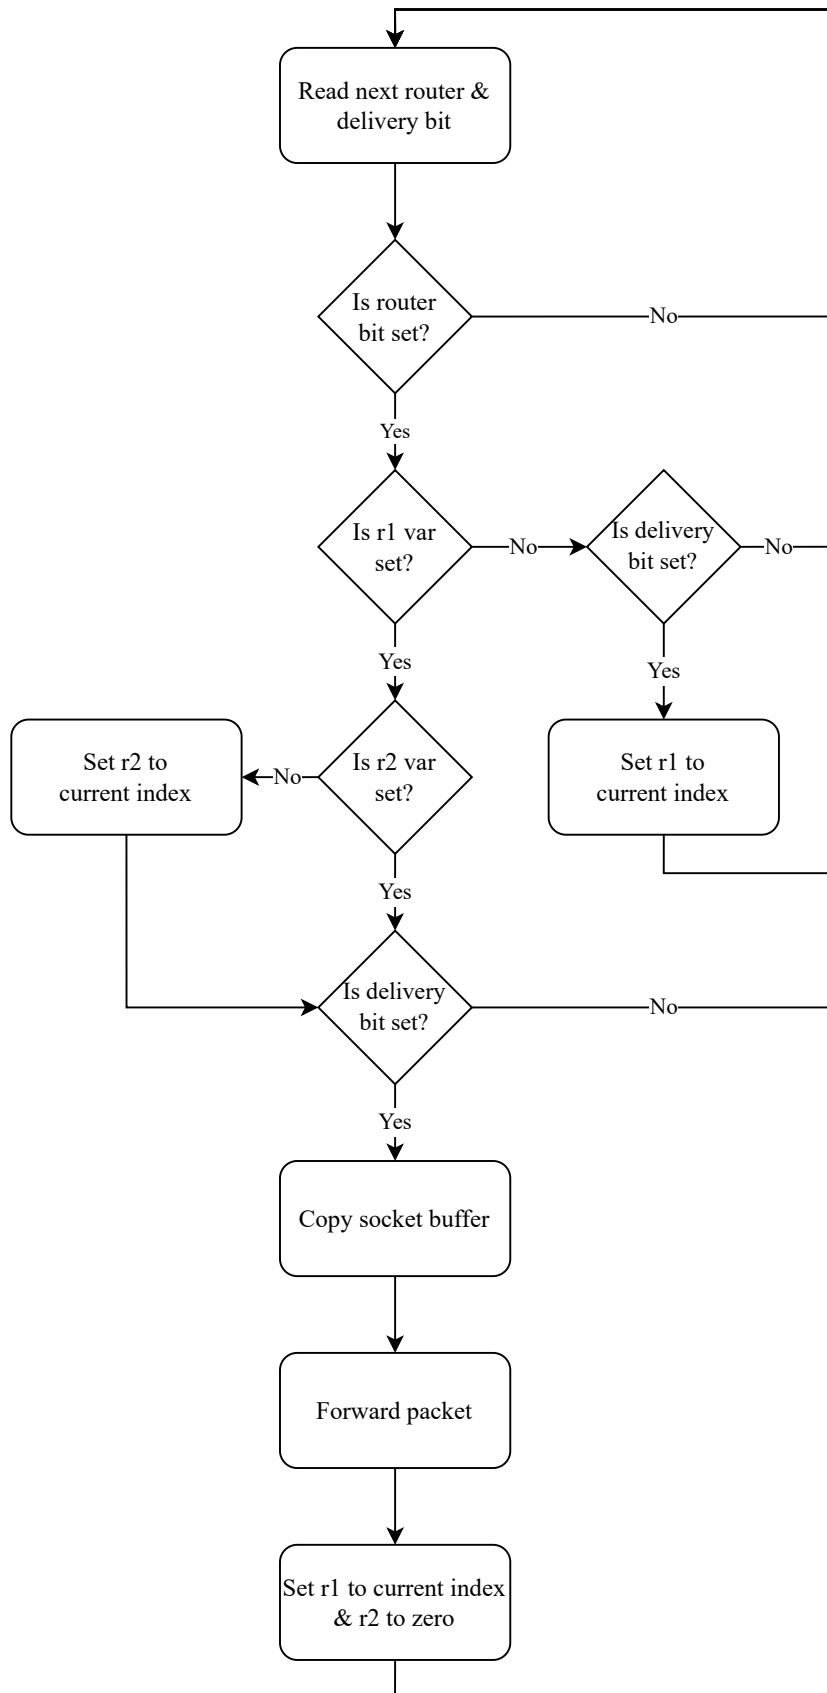 Read next router &
delivery bit
Is router
bit set?
No
Yes
Is r1 var
set?
No
Is delivery
bit set?
No
Yes
Yes
Set r2 to
current index
No
Is r2 var
set?
Set r1 to
current index
Yes
Is delivery
bit set?
No
Yes
Copy socket buffer
Forward packet
Set r1 to current index
& r2 to zero